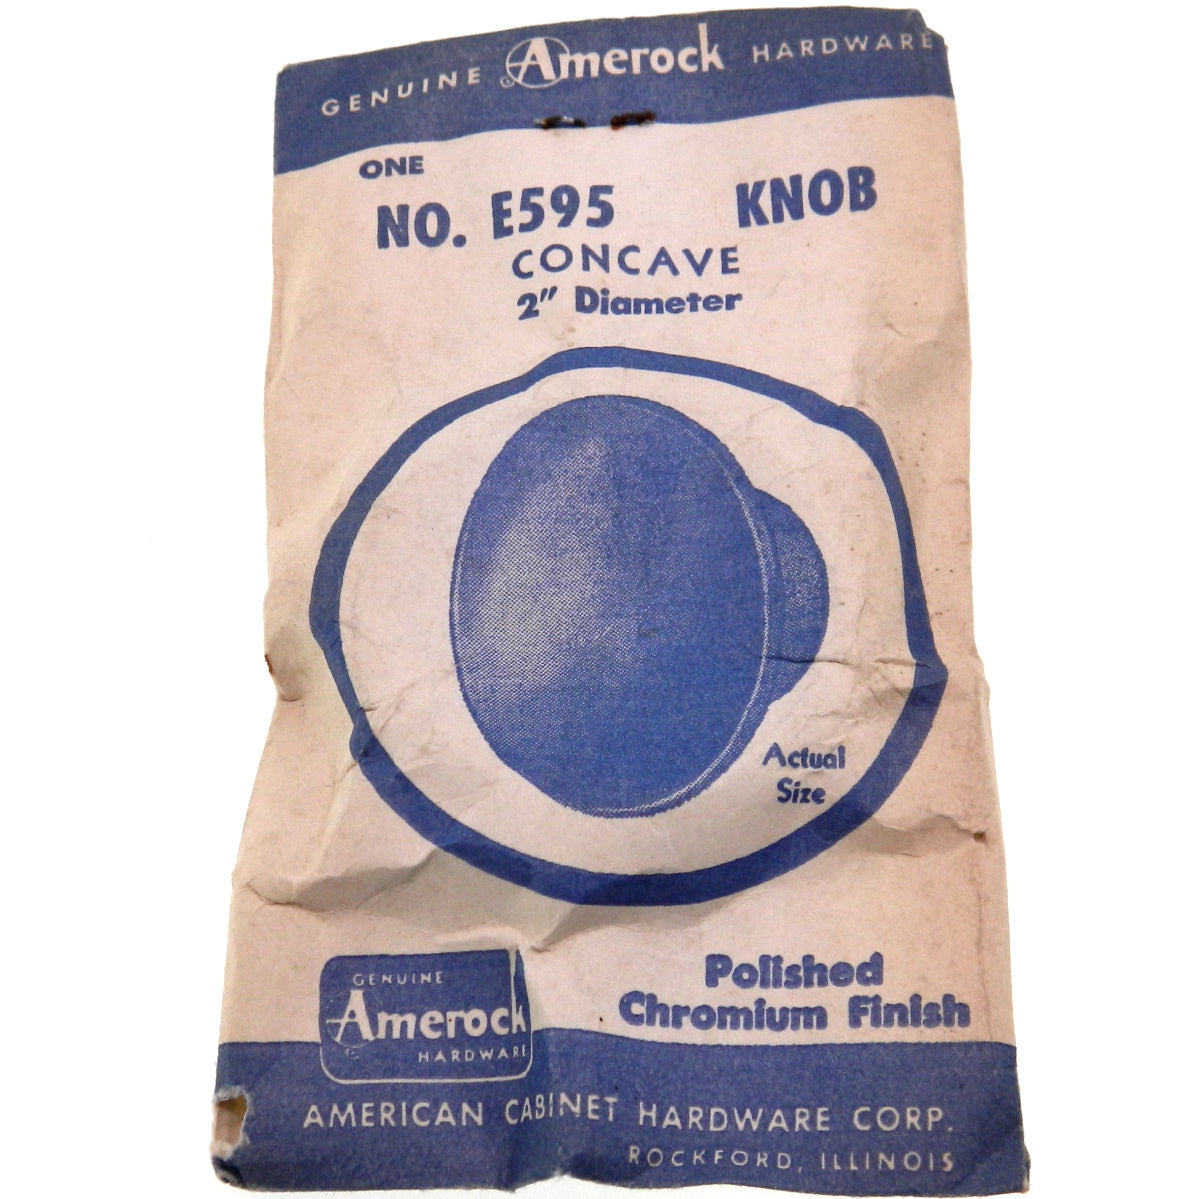 GENUINE Amerock HARDWARE
ONE
NO. E595 KNOB
CONCAVE
2" Diameter
Actual
Size
Polished
Chromium Finish
GENUINE
Amerock
HARDWARE
AMERICAN CABINET HARDWARE CORP.
ROCKFORD, ILLINOIS